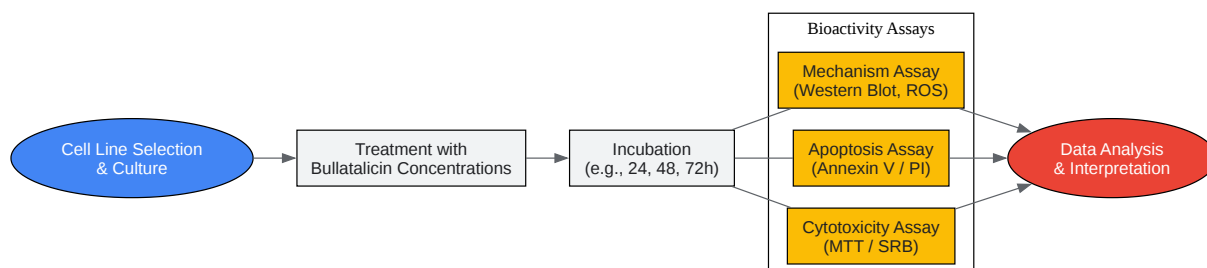 Cell Line Selection
& Culture
Treatment with
Bullatalicin Concentrations
Incubation
(e.g., 24, 48, 72h)
Bioactivity Assays
Mechanism Assay
(Western Blot, ROS)
Apoptosis Assay
(Annexin V / PI)
Cytotoxicity Assay
(MTT / SRB)
Data Analysis
& Interpretation